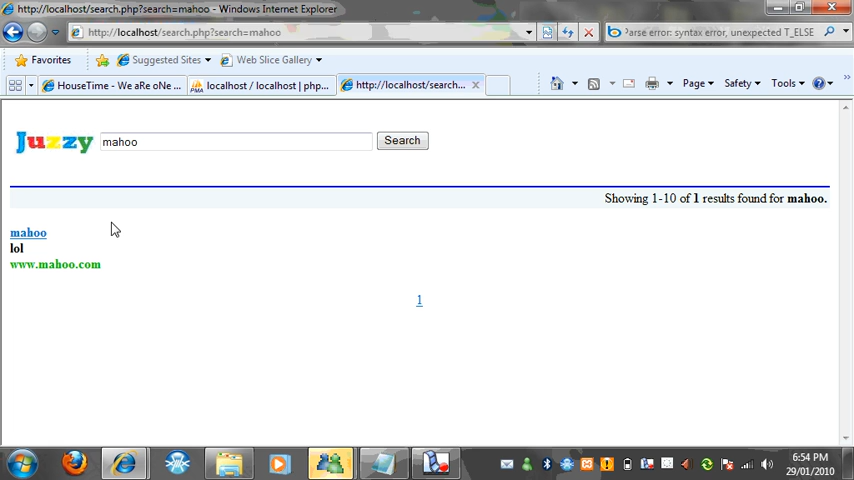 http://localhost/search.php?search=mahoo - Windows Internet Explorer
http://localhost/search.php?search=mahoo
Parse error: syntax error, unexpected T_ELSE
Favorites
Suggested Sites
Web Slice Gallery
HouseTime - We aRe oNe ...
localhost / localhost | php...
http://localhost/search...
Page
Safety
Tools
Juzzy
mahoo
Search
Showing 1-10 of 1 results found for mahoo.
mahoo
lol
www.mahoo.com
1
6:54 PM
29/01/2010